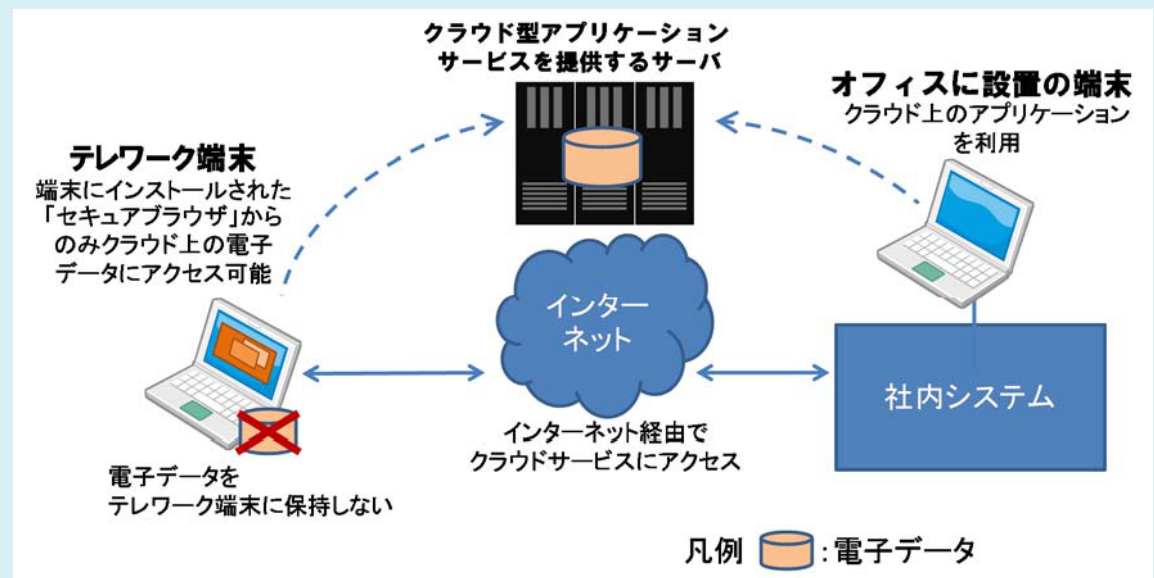 クラウド型アプリケーション
サービスを提供するサーバ
オフィスに設置の端末
クラウド上のアプリケーション
を利用
テレワーク端末
端末にインストールされた
「セキュアブラウザ」から
のみクラウド上の電子
データにアクセス可能
インター
ネット
社内システム
インターネット経由で
クラウドサービスにアクセス
電子データを
テレワーク端末に保持しない
凡例 :電子データ